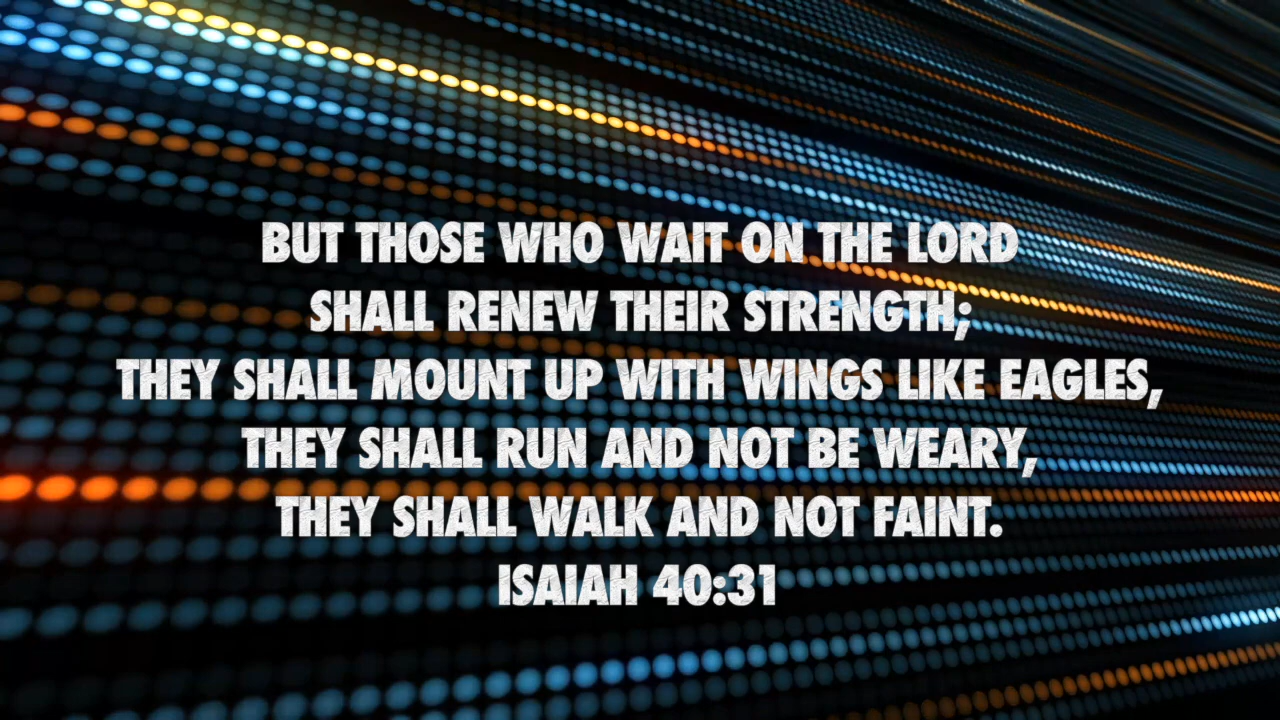 BUT THOSE WHO WAIT ON THE LORD
SHALL RENEW THEIR STRENGTH;
THEY SHALL MOUNT UP WITH WINGS LIKE EAGLES,
THEY SHALL RUN AND NOT BE WEARY,
THEY SHALL WALK AND NOT FAINT.
ISAIAH 40:31